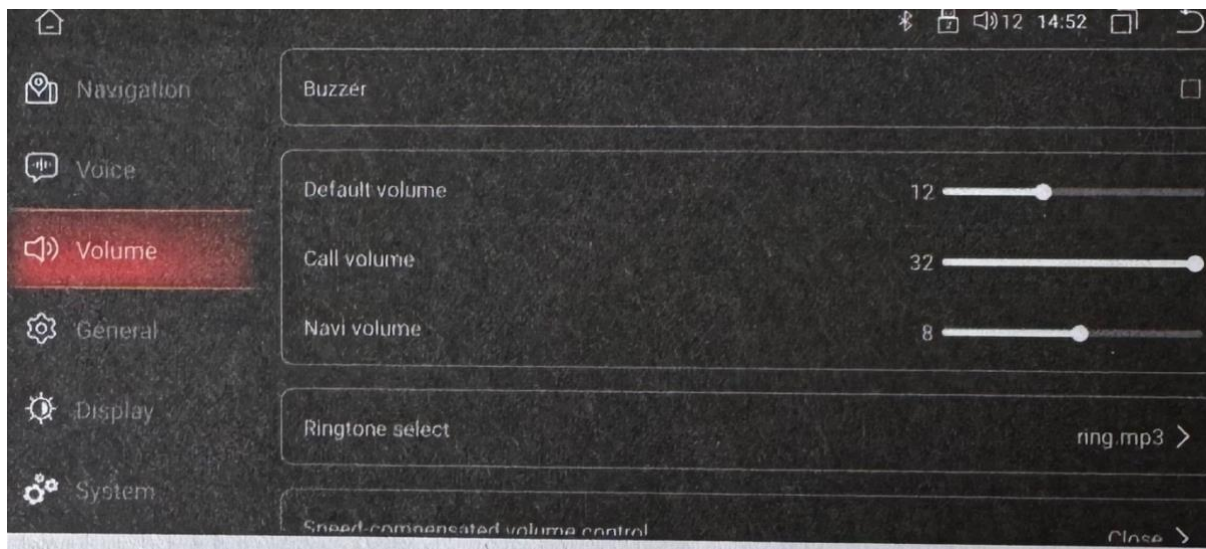 12 14:52
Navigation
Buzzer
Voice
Default volume
12
Volume
Call volume
32
General
Navi volume
8
Display
Ringtone select
ring.mp3
System
Speed-compensated volume control
Close